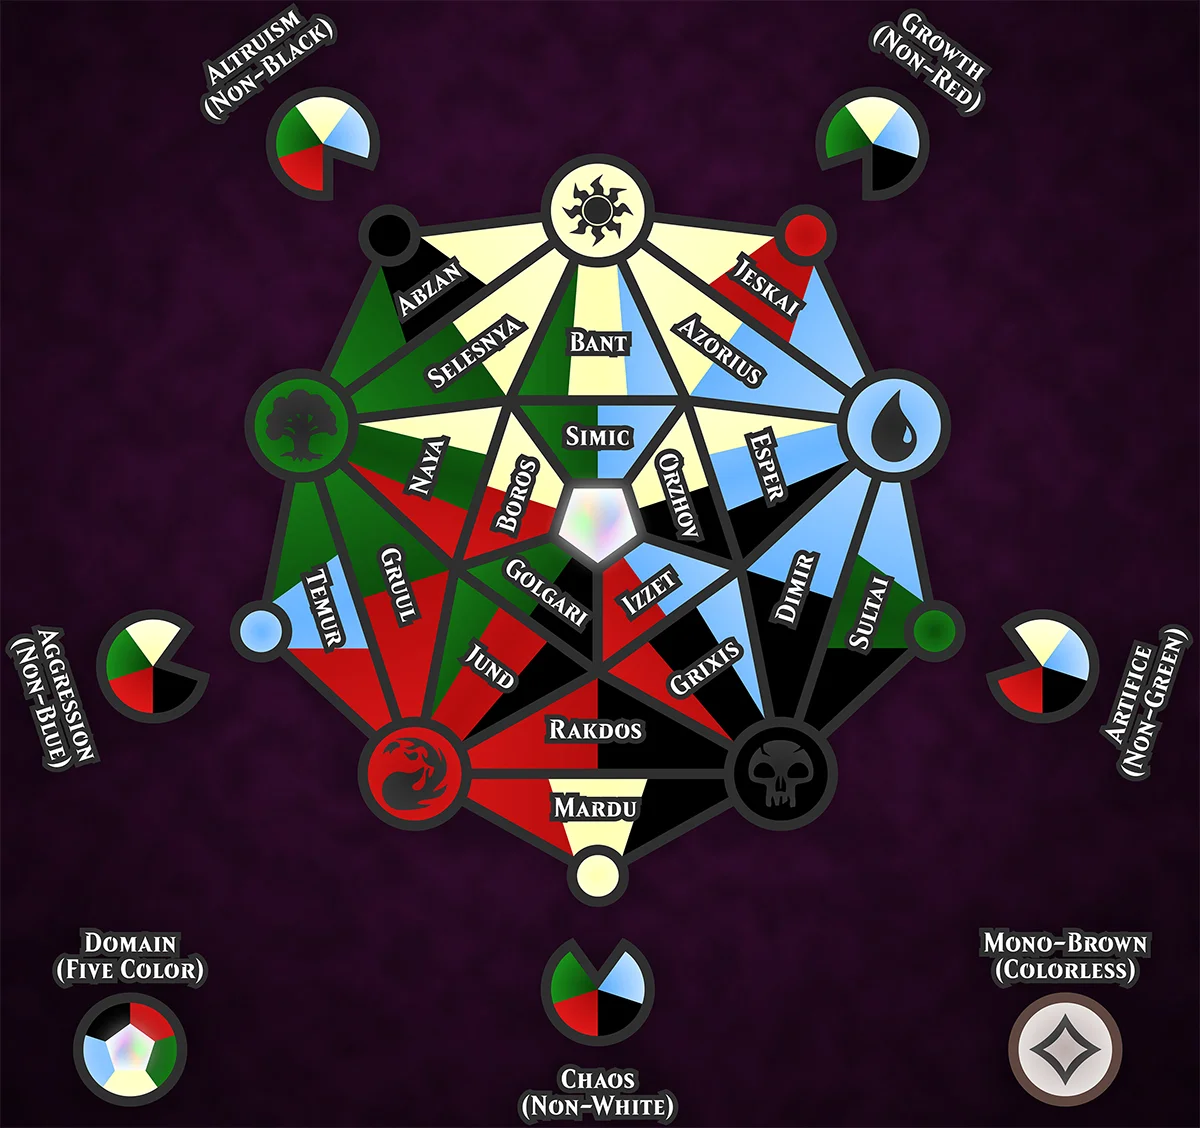 ALTRUISM
(NON-BLACK)
GROWTH
(NON-RED)
ABZAN
JESKAI
SELESNYA
BANT
AZORIUS
SIMIC
NAYA
BOROS
ORZHOV
ESPER
TEMUR
GRUUL
GOLGARI
IZZET
DIMIR
SULTAI
JUND
GRIXIS
RAKDOS
MARDU
AGGRESSION
(NON-BLUE)
ARTIFICE
(NON-GREEN)
DOMAIN
(FIVE COLOR)
MONO-BROWN
(COLORLESS)
CHAOS
(NON-WHITE)